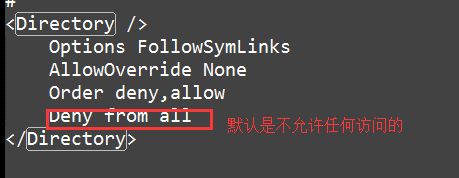 #
<Directory />
Options FollowSymLinks
AllowOverride None
Order deny,allow
Deny from all
默认是不允许任何访问的
</Directory>